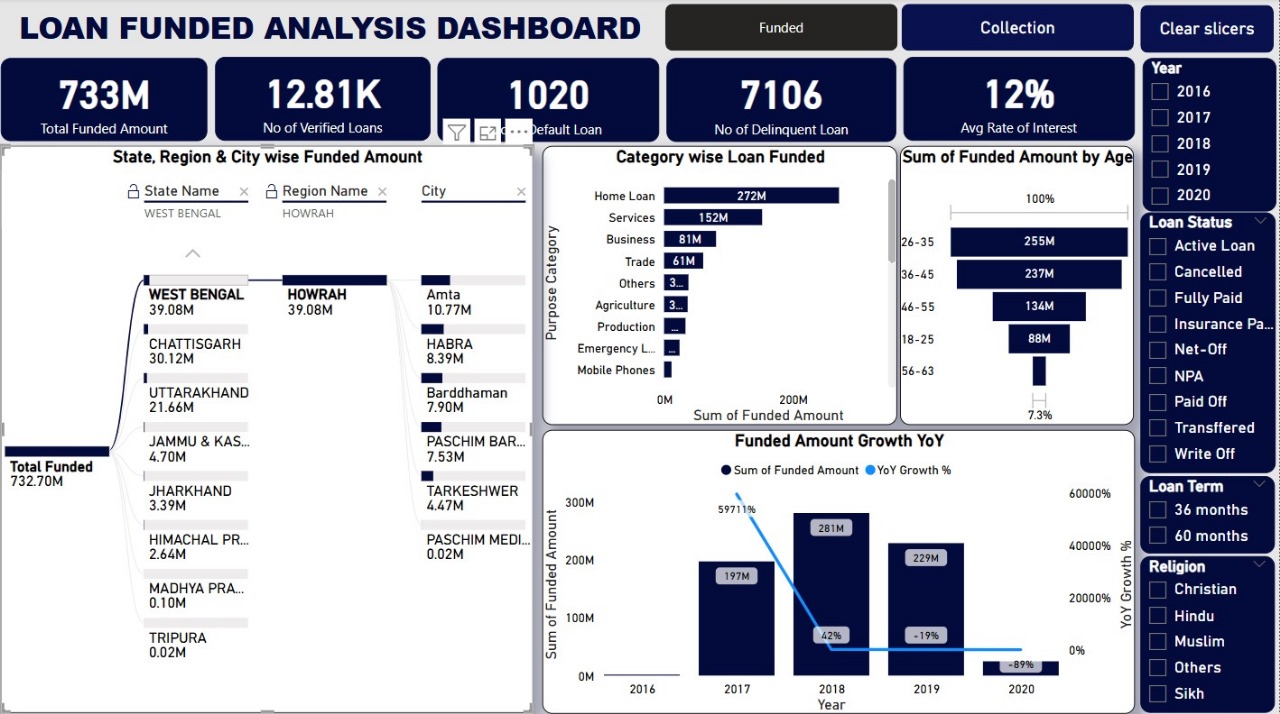 LOAN FUNDED ANALYSIS DASHBOARD
Funded
Collection
Clear slicers
733M
Total Funded Amount
12.81K
No of Verified Loans
1020
Default Loan
7106
No of Delinquent Loan
12%
Avg Rate of Interest
Year
2016
2017
2018
2019
2020
State, Region & City wise Funded Amount
State Name
Region Name
City
WEST BENGAL
HOWRAH
Total Funded
732.70M
WEST BENGAL
39.08M
CHATTISGARH
30.12M
UTTARAKHAND
21.66M
JAMMU & KAS...
4.70M
JHARKHAND
3.39M
HIMACHAL PR...
2.64M
MADHYA PRA...
0.10M
TRIPURA
0.02M
HOWRAH
39.08M
Amta
10.77M
HABRA
8.39M
Barddhaman
7.90M
PASCHIM BAR...
7.53M
TARKESHWER
4.47M
PASCHIM MEDI...
0.02M
Category wise Loan Funded
Purpose Category
Home Loan 272M
Services 152M
Business 81M
Trade 61M
Others 3...
Agriculture 3...
Production ...
Emergency L... ...
Mobile Phones
0M 200M
Sum of Funded Amount
Sum of Funded Amount by Age
100%
26-35 255M
36-45 237M
46-55 134M
18-25 88M
56-63
7.3%
Funded Amount Growth YoY
Sum of Funded Amount YoY Growth %
Sum of Funded Amount
300M
200M
100M
0M
59711%
197M
281M
42%
229M
-19%
-89%
60000%
40000%
20000%
0%
YoY Growth %
2016 2017 2018 2019 2020
Year
Loan Status
Active Loan
Cancelled
Fully Paid
Insurance Pa...
Net-Off
NPA
Paid Off
Transffered
Write Off
Loan Term
36 months
60 months
Religion
Christian
Hindu
Muslim
Others
Sikh